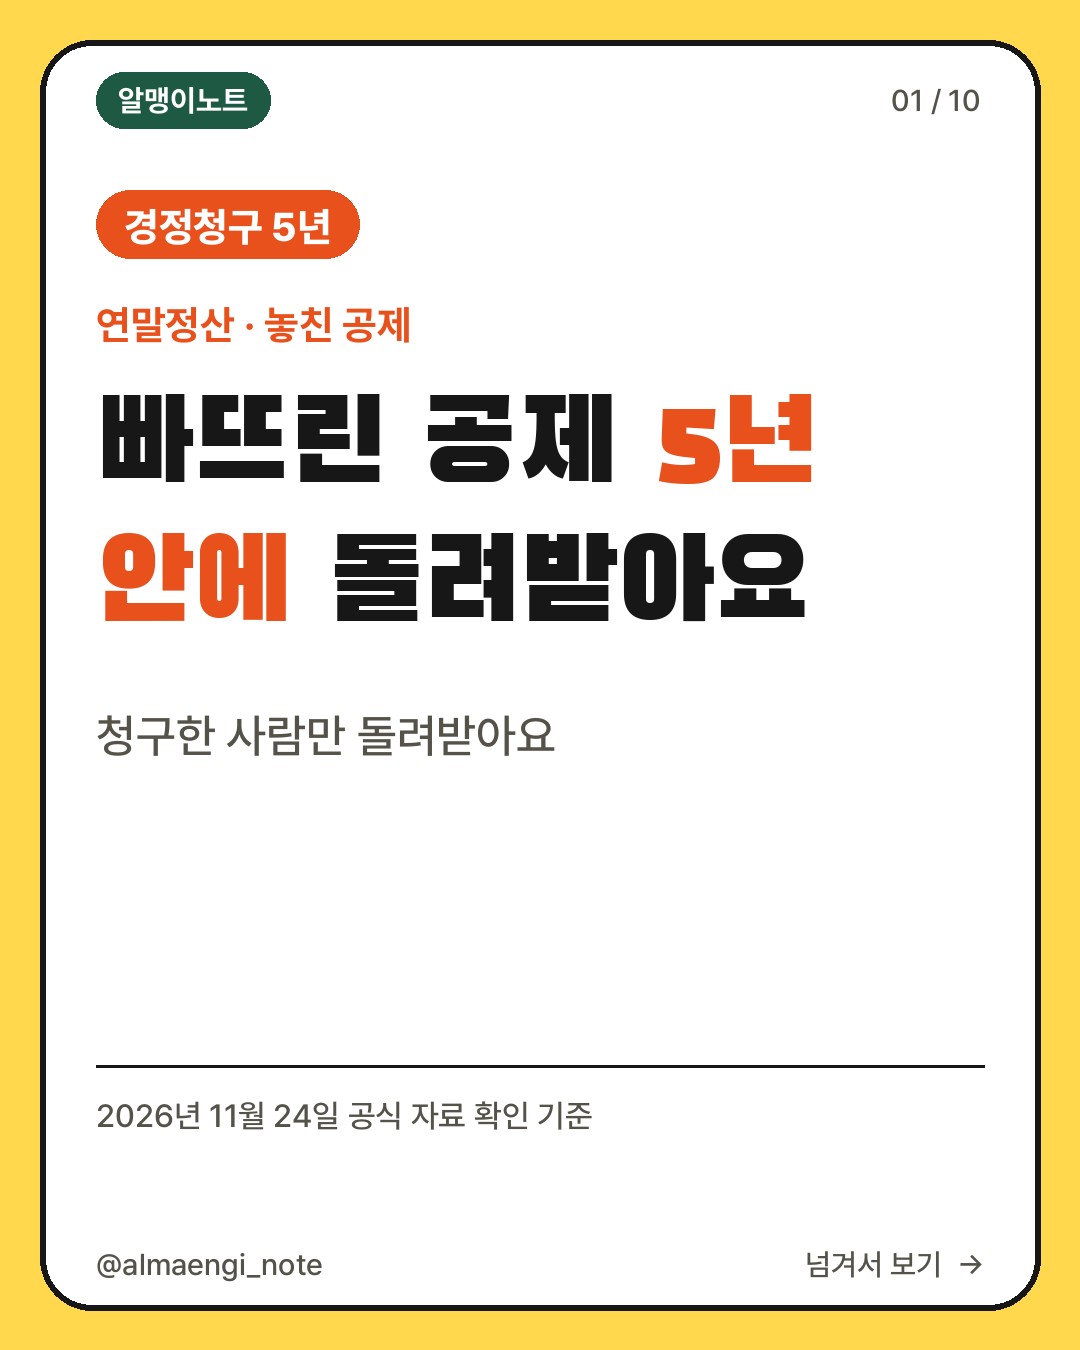 알맹이노트
01 / 10
경정청구 5년
연말정산 · 놓친 공제
빠뜨린 공제 5년
안에 돌려받아요
청구한 사람만 돌려받아요
2026년 11월 24일 공식 자료 확인 기준
@almaengi_note
넘겨서 보기 →